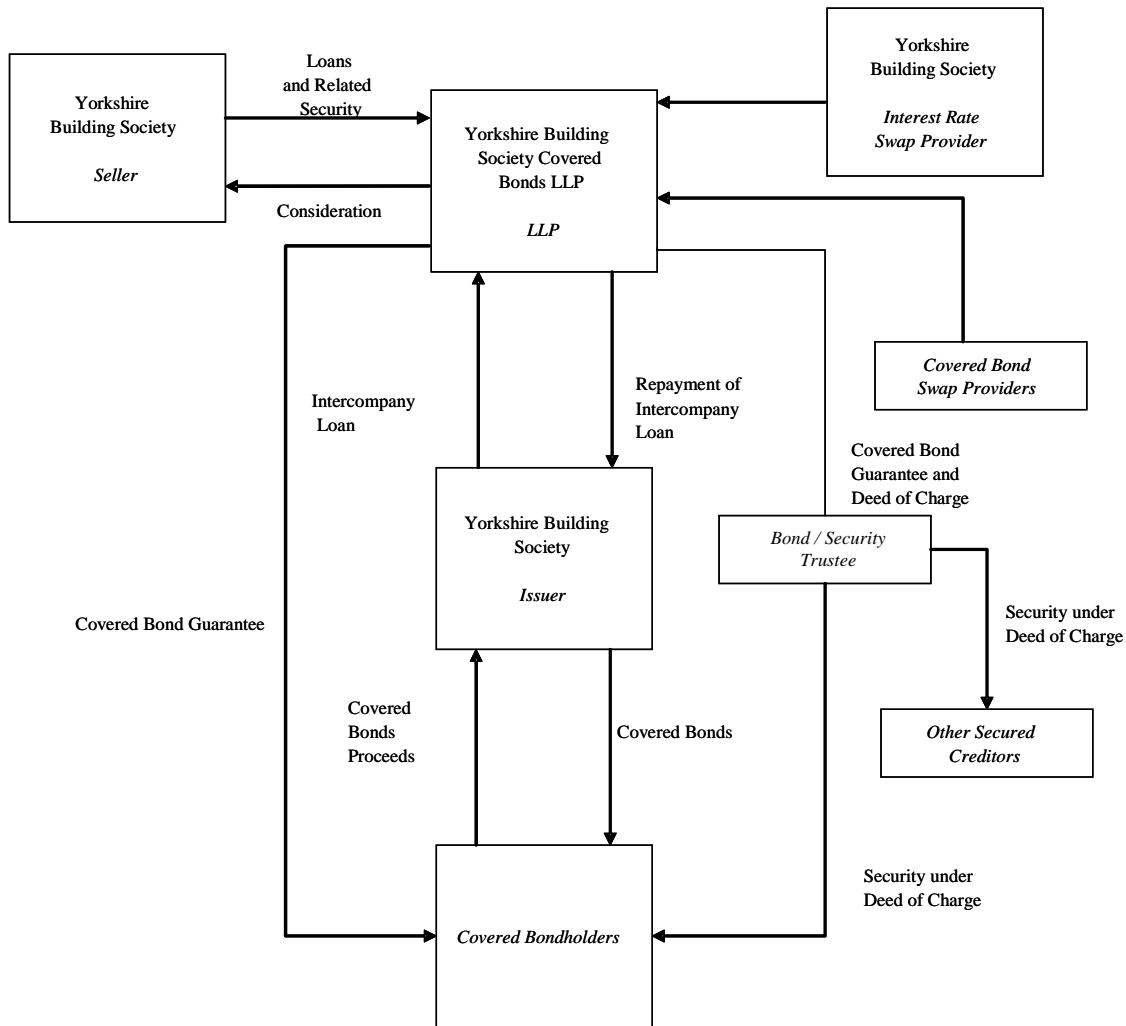 Yorkshire
Building Society
Seller
Loans
and Related
Security
Consideration
Yorkshire Building
Society Covered
Bonds LLP
LLP
Yorkshire
Building Society
Interest Rate
Swap Provider
Covered Bond
Swap Providers
Intercompany
Loan
Repayment of
Intercompany
Loan
Covered Bond
Guarantee and
Deed of Charge
Yorkshire Building
Society
Issuer
Bond / Security
Trustee
Covered Bond Guarantee
Security under
Deed of Charge
Covered
Bonds
Proceeds
Covered Bonds
Other Secured
Creditors
Security under
Deed of Charge
Covered Bondholders